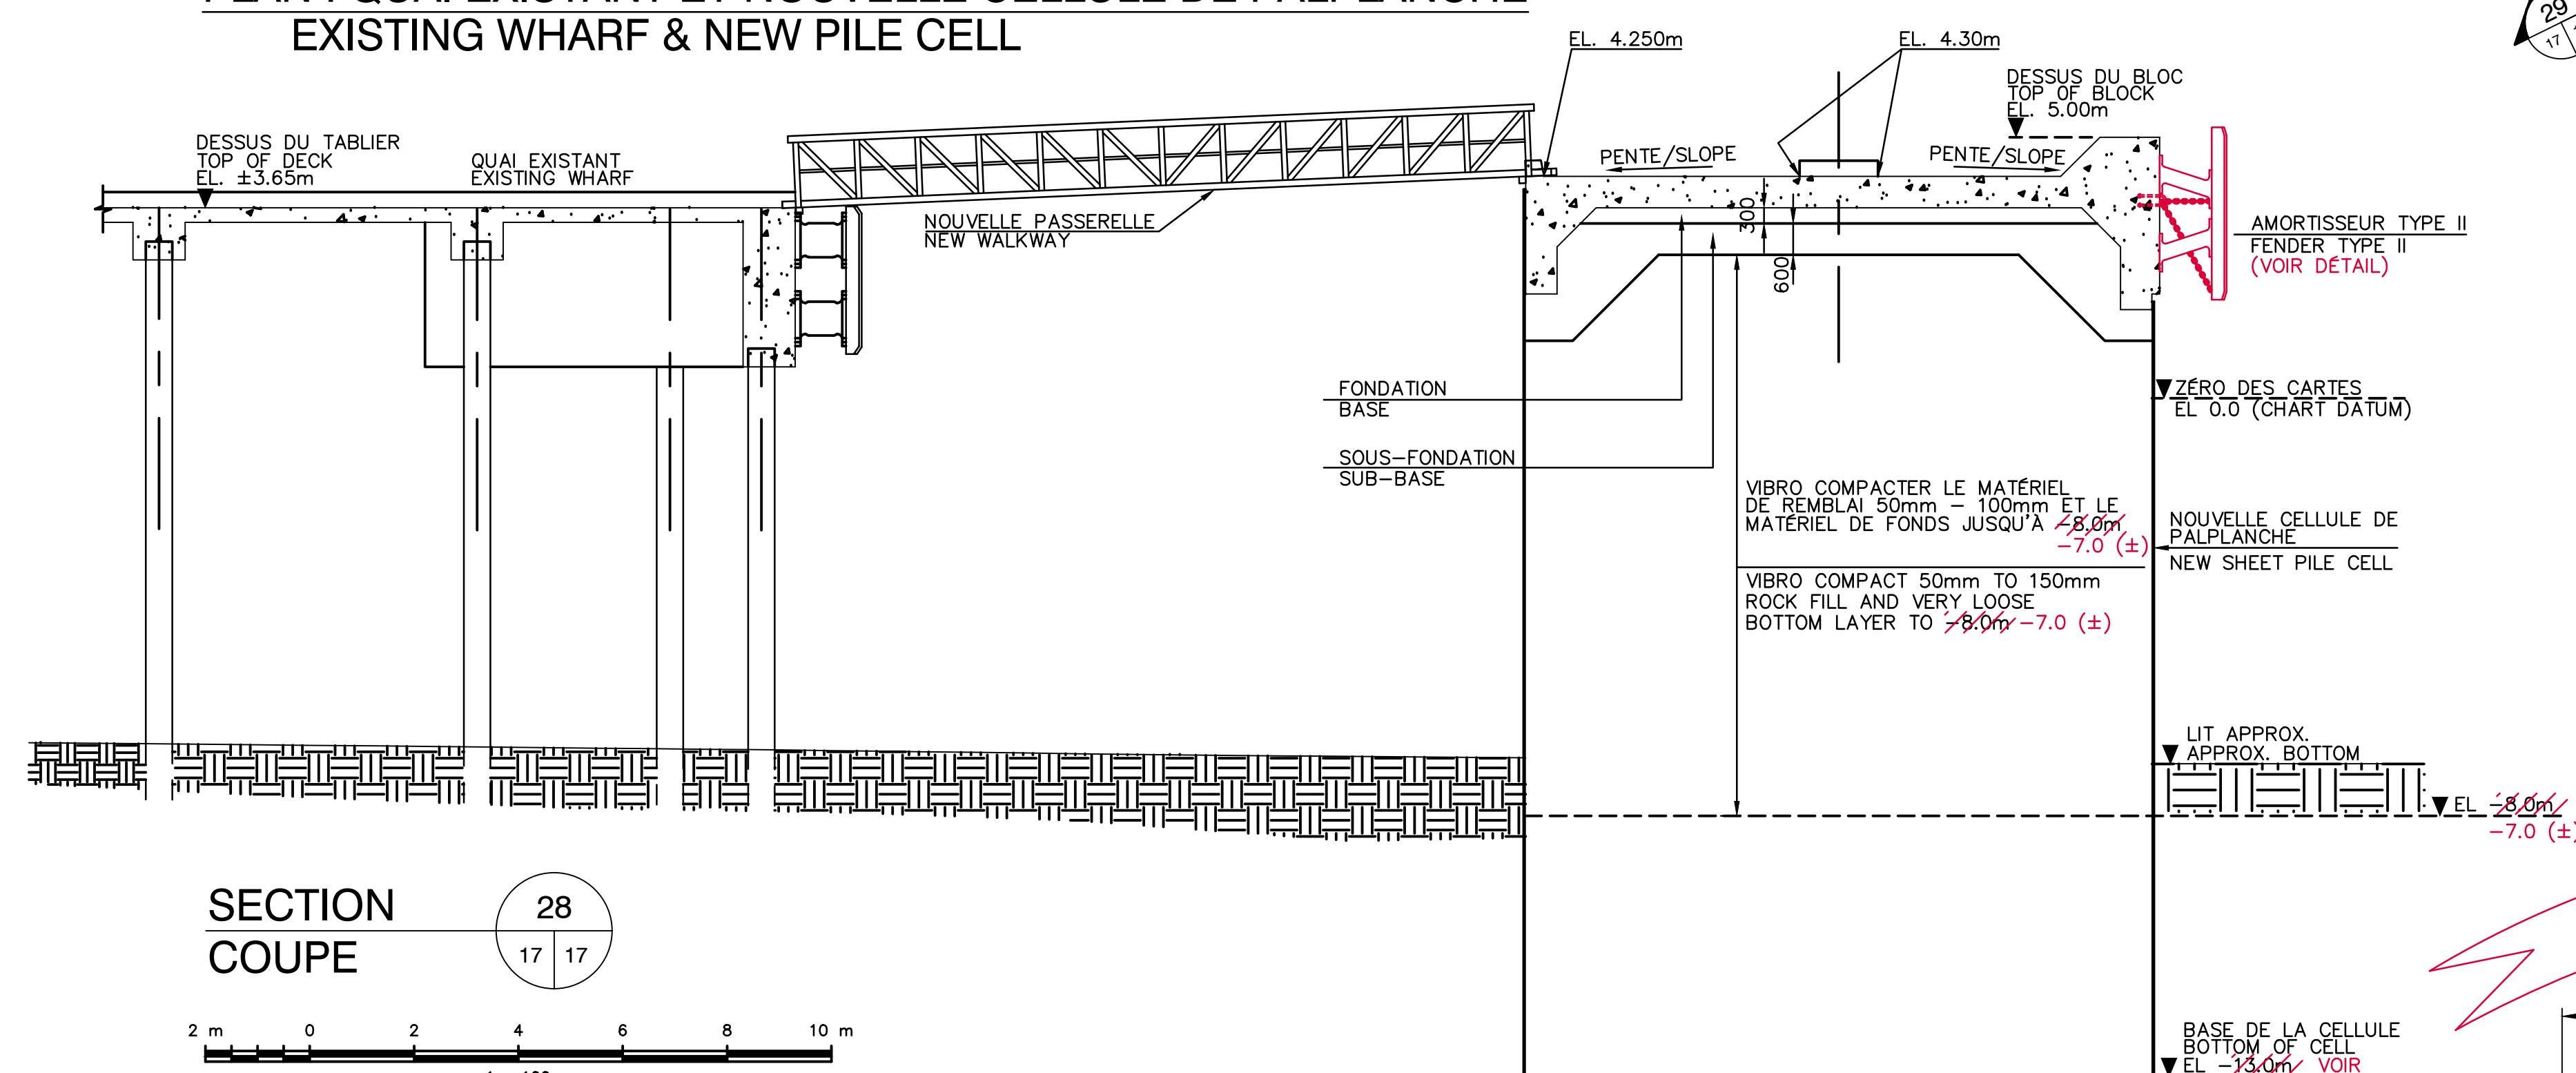 EXISTING WHARF & NEW PILE CELL
EL. 4.250m
EL. 4.30m
29
17
DESSUS DU BLOC
TOP OF BLOCK
EL. 5.00m
DESSUS DU TABLIER
TOP OF DECK
EL. ±3.65m
QUAI EXISTANT
EXISTING WHARF
PENTE/SLOPE
PENTE/SLOPE
NOUVELLE PASSERELLE
NEW WALKWAY
300
600
AMORTISSEUR TYPE II
FENDER TYPE II
(VOIR DÉTAIL)
FONDATION
BASE
ZÉRO DES CARTES
EL 0.0 (CHART DATUM)
SOUS-FONDATION
SUB-BASE
VIBRO COMPACTER LE MATÉRIEL
DE REMBLAI 50mm - 100mm ET LE
MATÉRIEL DE FONDS JUSQU'À -8.0m
-7.0 (±)
NOUVELLE CELLULE DE
PALPLANCHE
NEW SHEET PILE CELL
VIBRO COMPACT 50mm TO 150mm
ROCK FILL AND VERY LOOSE
BOTTOM LAYER TO -8.0m -7.0 (±)
LIT APPROX.
APPROX. BOTTOM
EL -8.0m
-7.0 (±)
SECTION
COUPE
28
17 17
2 m 0 2 4 6 8 10 m
BASE DE LA CELLULE
BOTTOM OF CELL
EL -13.0m VOIR